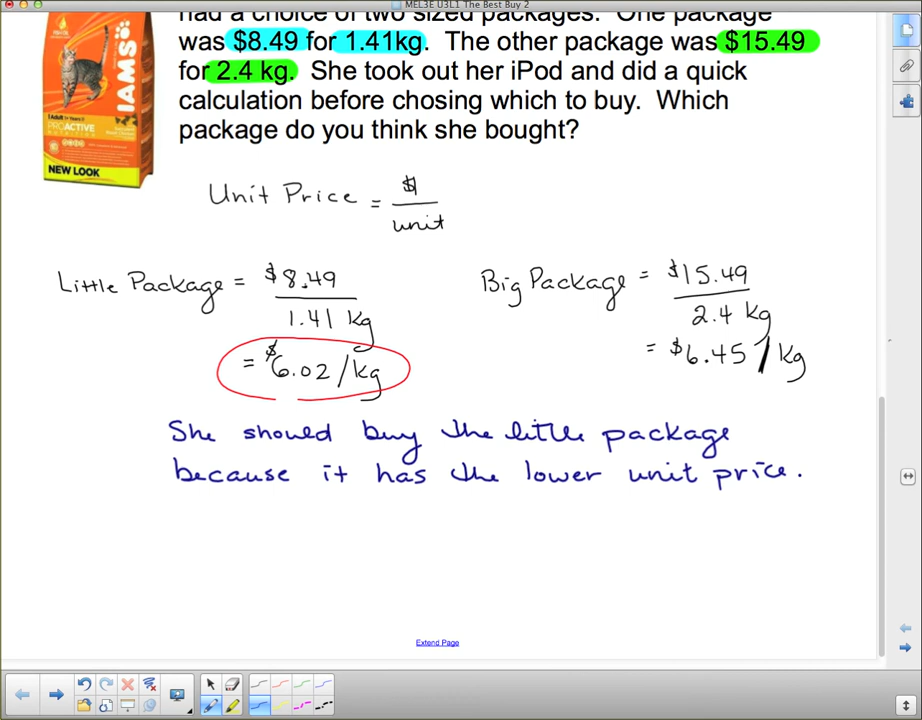 MEL3E U3L1 The Best Buy 2
had a choice of two sized packages. One package
was $8.49 for 1.41kg. The other package was $15.49
for 2.4 kg. She took out her iPod and did a quick
calculation before chosing which to buy. Which
package do you think she bought?
IAMS
PROACTIVE
NEW LOOK
Unit Price = $ / unit
Little Package = $8.49 / 1.41 kg
= $6.02/kg
Big Package = $15.49 / 2.4 kg
= $6.45/kg
She should buy the little package
because it has the lower unit price.
Extend Page